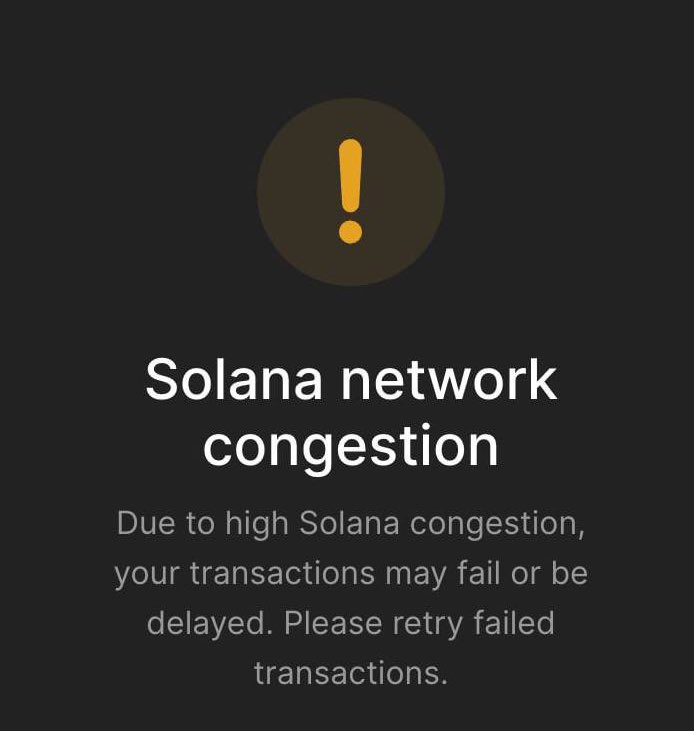 Solana network
congestion
Due to high Solana congestion,
your transactions may fail or be
delayed. Please retry failed
transactions.